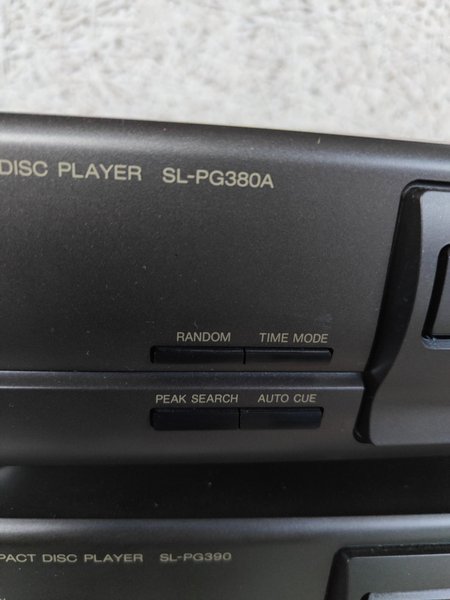 DISC PLAYER SL-PG380A
RANDOM TIME MODE
PEAK SEARCH AUTO CUE
PACT DISC PLAYER SL-PG390